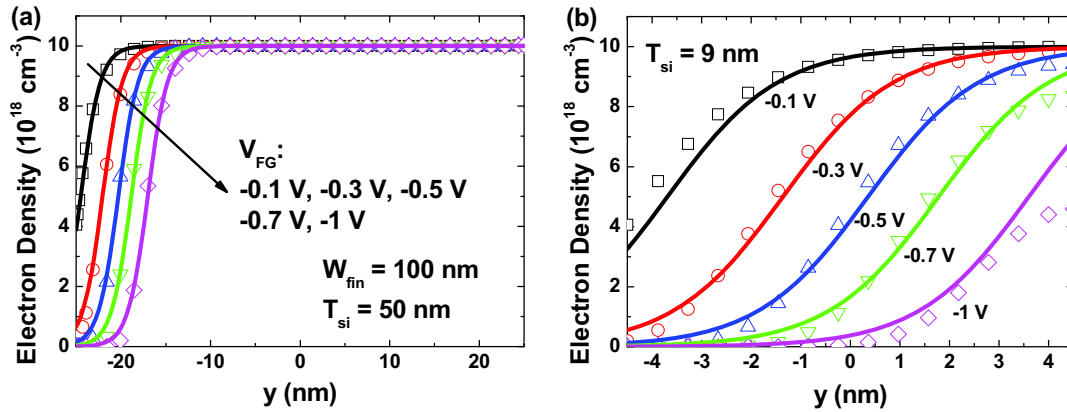 (a)
Electron Density (10^18 cm^-3)
10
8
6
4
2
0
V_FG:
-0.1 V, -0.3 V, -0.5 V
-0.7 V, -1 V
W_fin = 100 nm
T_si = 50 nm
-20 -10 0 10 20
y (nm)
(b)
Electron Density (10^18 cm^-3)
10
8
6
4
2
0
T_si = 9 nm
-0.1 V
-0.3 V
-0.5 V
-0.7 V
-1 V
-4 -3 -2 -1 0 1 2 3 4
y (nm)